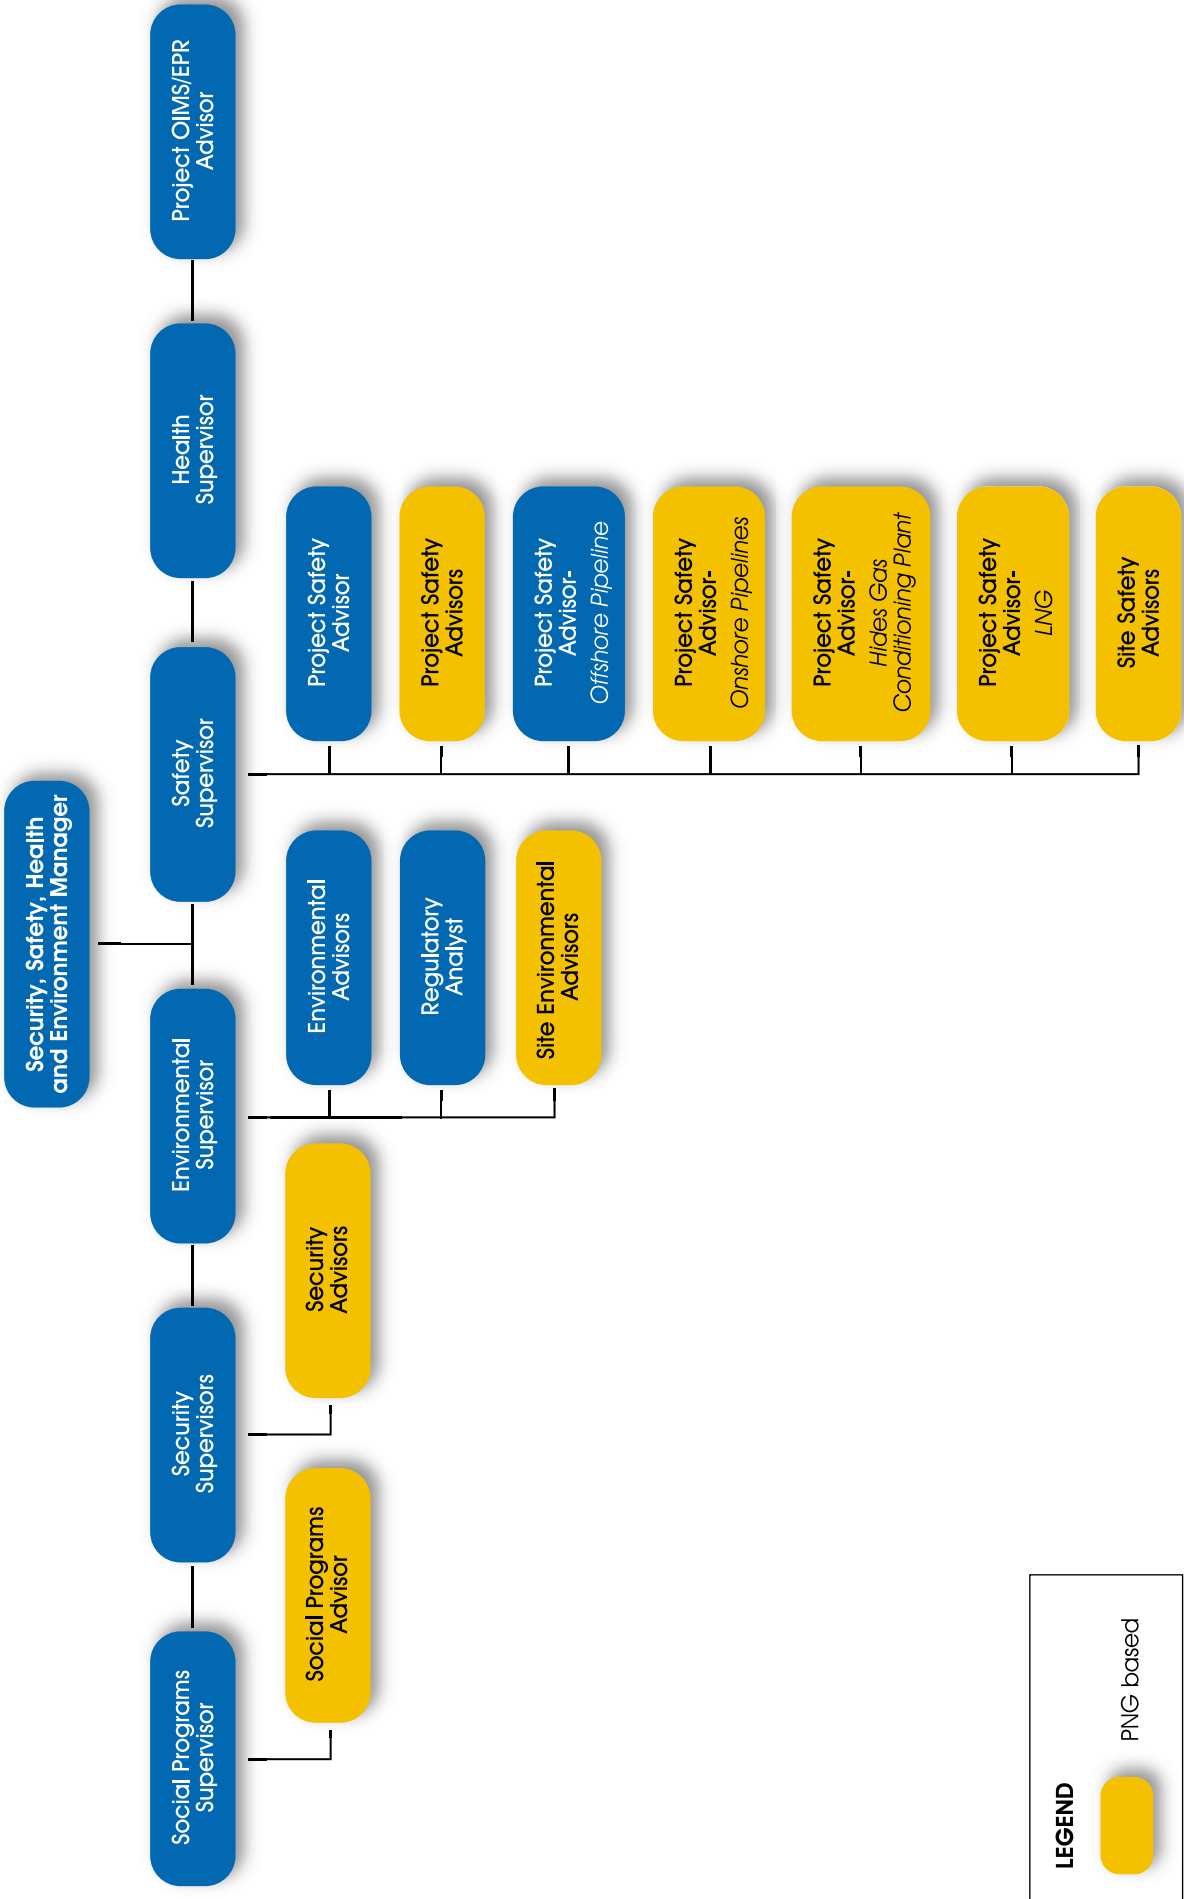 Security, Safety, Health
and Environment Manager
Social Programs
Supervisor
Security
Supervisors
Environmental
Supervisor
Safety
Supervisor
Health
Supervisor
Project OIMS/EPR
Advisor
Social Programs
Advisor
Security
Advisors
Environmental
Advisors
Regulatory
Analyst
Site Environmental
Advisors
Project Safety
Advisor
Project Safety
Advisors
Project Safety
Advisor-
Offshore Pipeline
Project Safety
Advisor-
Onshore Pipelines
Project Safety
Advisor-
Hides Gas
Conditioning Plant
Project Safety
Advisor-
LNG
Site Safety
Advisors
LEGEND
PNG based